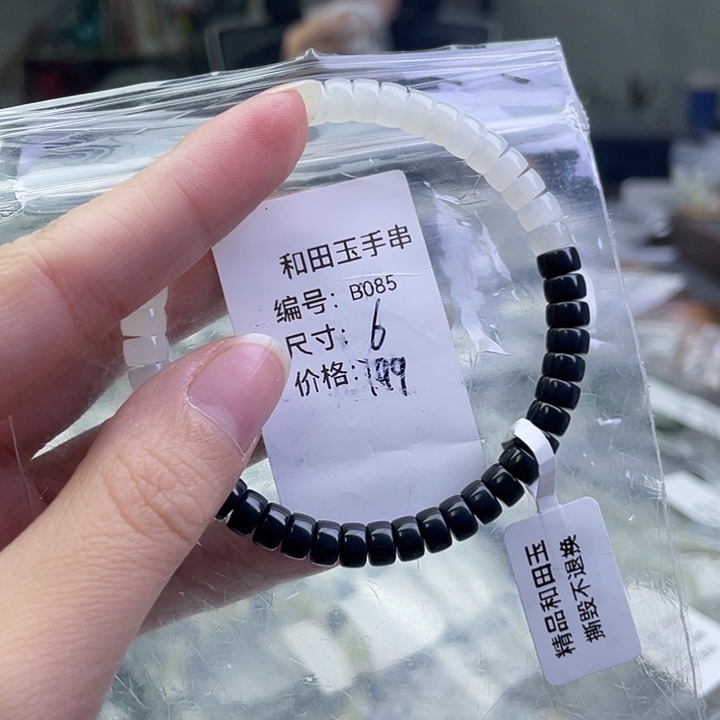 和田玉手串
编号：B085
尺寸：6
价格：199
精品和田玉
撕毁不退换